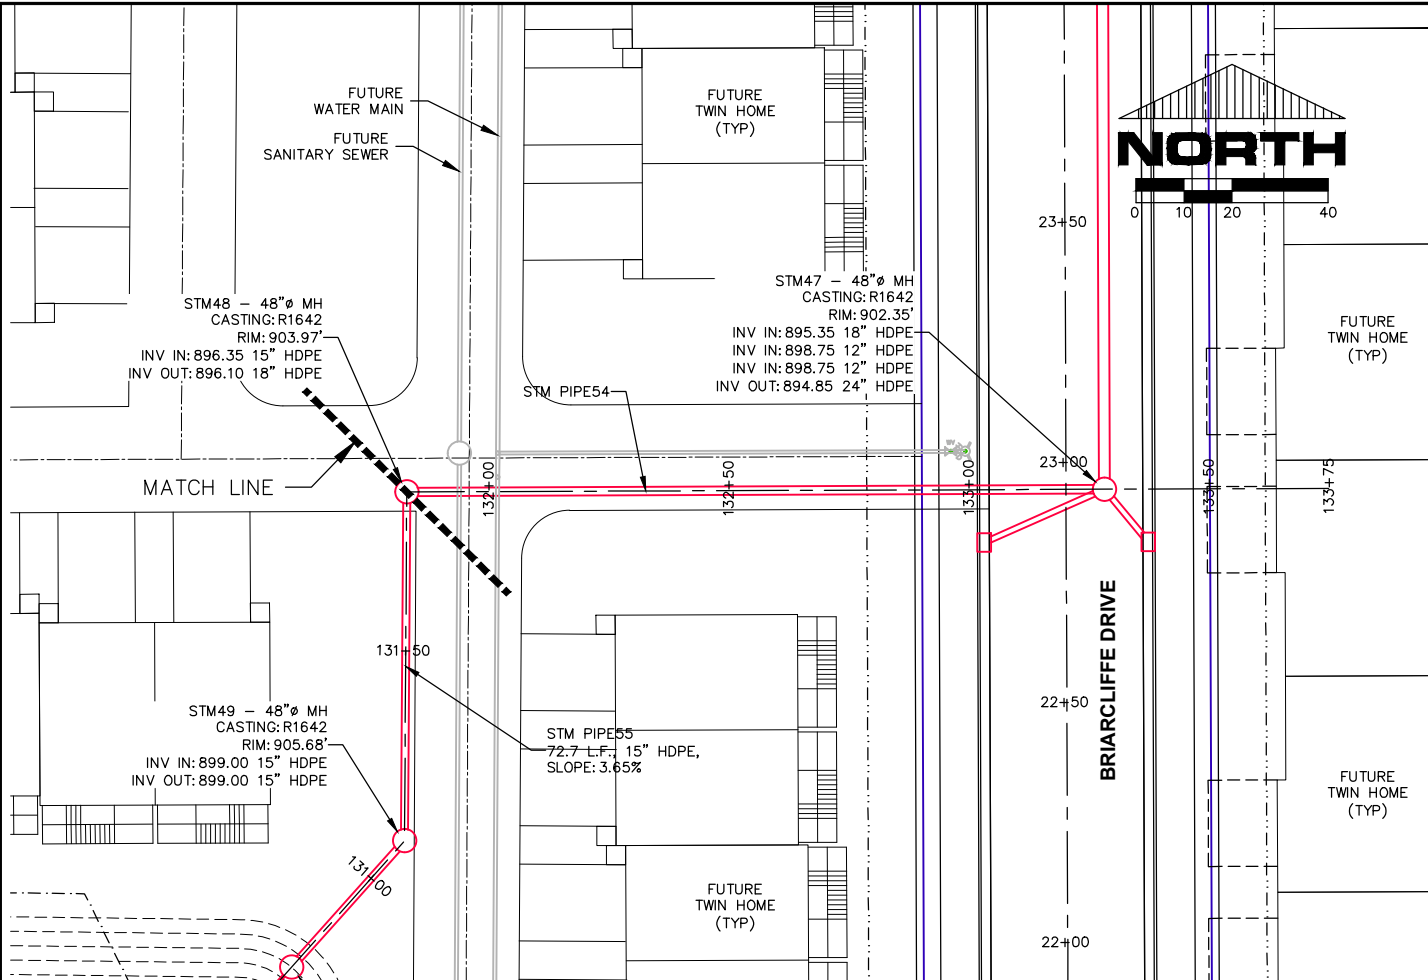 FUTURE
WATER MAIN
FUTURE
SANITARY SEWER
FUTURE
TWIN HOME
(TYP)
NORTH
0 10 20 40
23+50
STM48 – 48"ø MH
CASTING: R1642
RIM: 903.97'
INV IN: 896.35 15" HDPE
INV OUT: 896.10 18" HDPE
STM47 – 48"ø MH
CASTING: R1642
RIM: 902.35'
INV IN: 895.35 18" HDPE
INV IN: 898.75 12" HDPE
INV IN: 898.75 12" HDPE
INV OUT: 894.85 24" HDPE
FUTURE
TWIN HOME
(TYP)
STM PIPE54
MATCH LINE
132+00
132+50
133+00
23+00
133+50
133+75
131+50
BRIARCLIFFE DRIVE
22+50
STM49 – 48"ø MH
CASTING: R1642
RIM: 905.68'
INV IN: 899.00 15" HDPE
INV OUT: 899.00 15" HDPE
STM PIPE55
72.7 L.F., 15" HDPE,
SLOPE: 3.65%
FUTURE
TWIN HOME
(TYP)
131+00
FUTURE
TWIN HOME
(TYP)
22+00